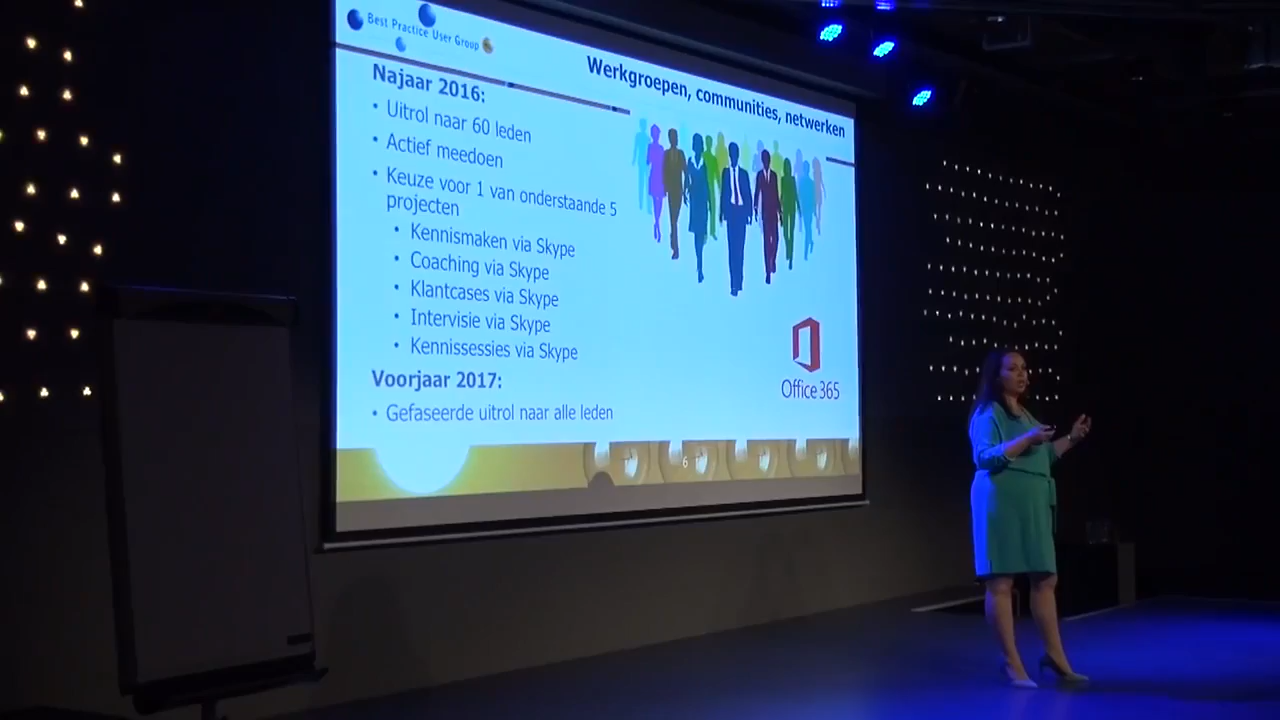 Best Practice User Group
Werkgroepen, communities, netwerken
Najaar 2016:
• Uitrol naar 60 leden
• Actief meedoen
• Keuze voor 1 van onderstaande 5
projecten
• Kennismaken via Skype
• Coaching via Skype
• Klantcases via Skype
• Intervisie via Skype
• Kennissessies via Skype
Voorjaar 2017:
• Gefaseerde uitrol naar alle leden
Office 365
6